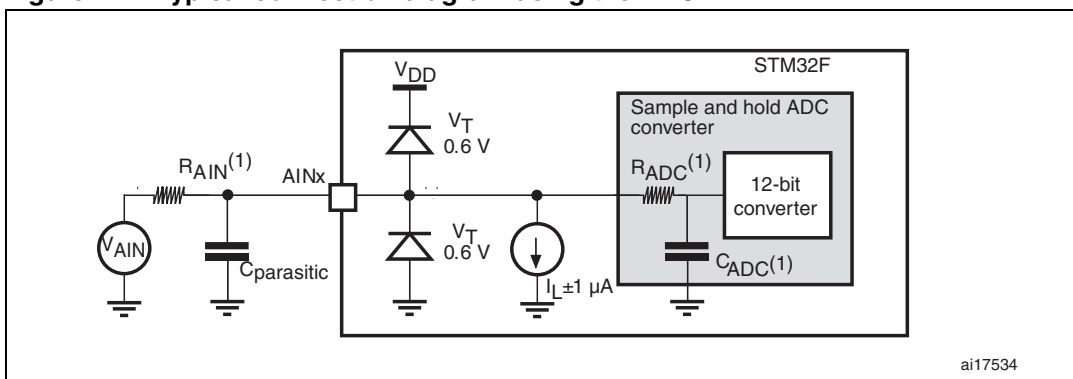 STM32F
VDD
Sample and hold ADC
converter
VT
0.6 V
RAIN(1)
AINx
RADC(1)
12-bit
converter
VAIN
Cparasitic
VT
0.6 V
IL±1 µA
CADC(1)
ai17534